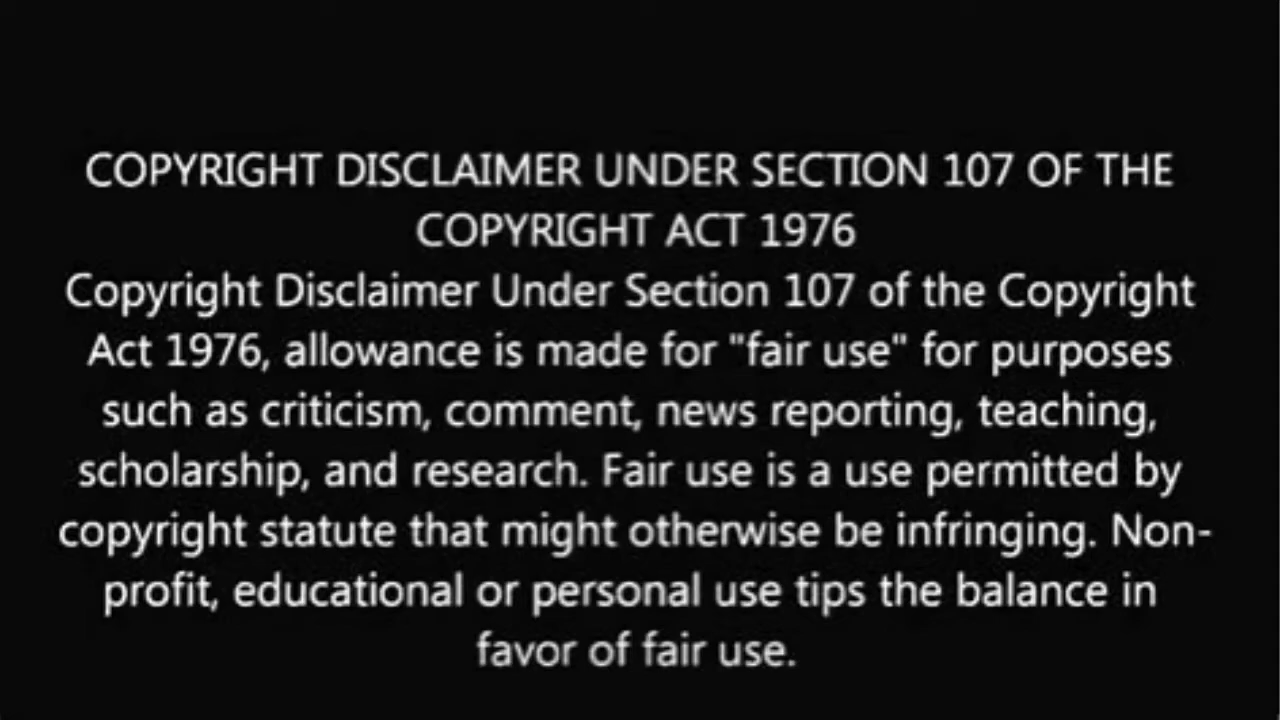 COPYRIGHT DISCLAIMER UNDER SECTION 107 OF THE
COPYRIGHT ACT 1976
Copyright Disclaimer Under Section 107 of the Copyright
Act 1976, allowance is made for "fair use" for purposes
such as criticism, comment, news reporting, teaching,
scholarship, and research. Fair use is a use permitted by
copyright statute that might otherwise be infringing. Non-
profit, educational or personal use tips the balance in
favor of fair use.